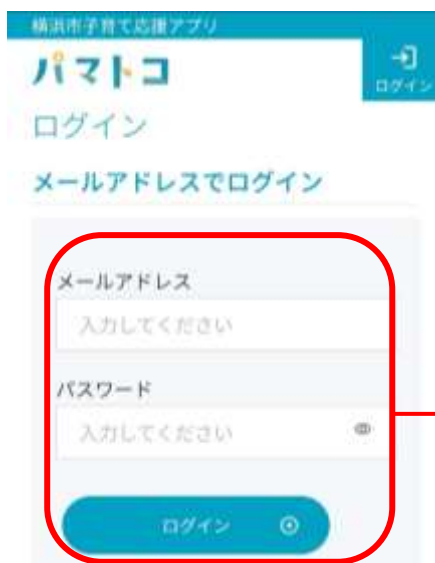 横浜市子育て応援アプリ
パマトコ
ログイン
ログイン
メールアドレスでログイン
メールアドレス
入力してください
パスワード
入力してください
ログイン